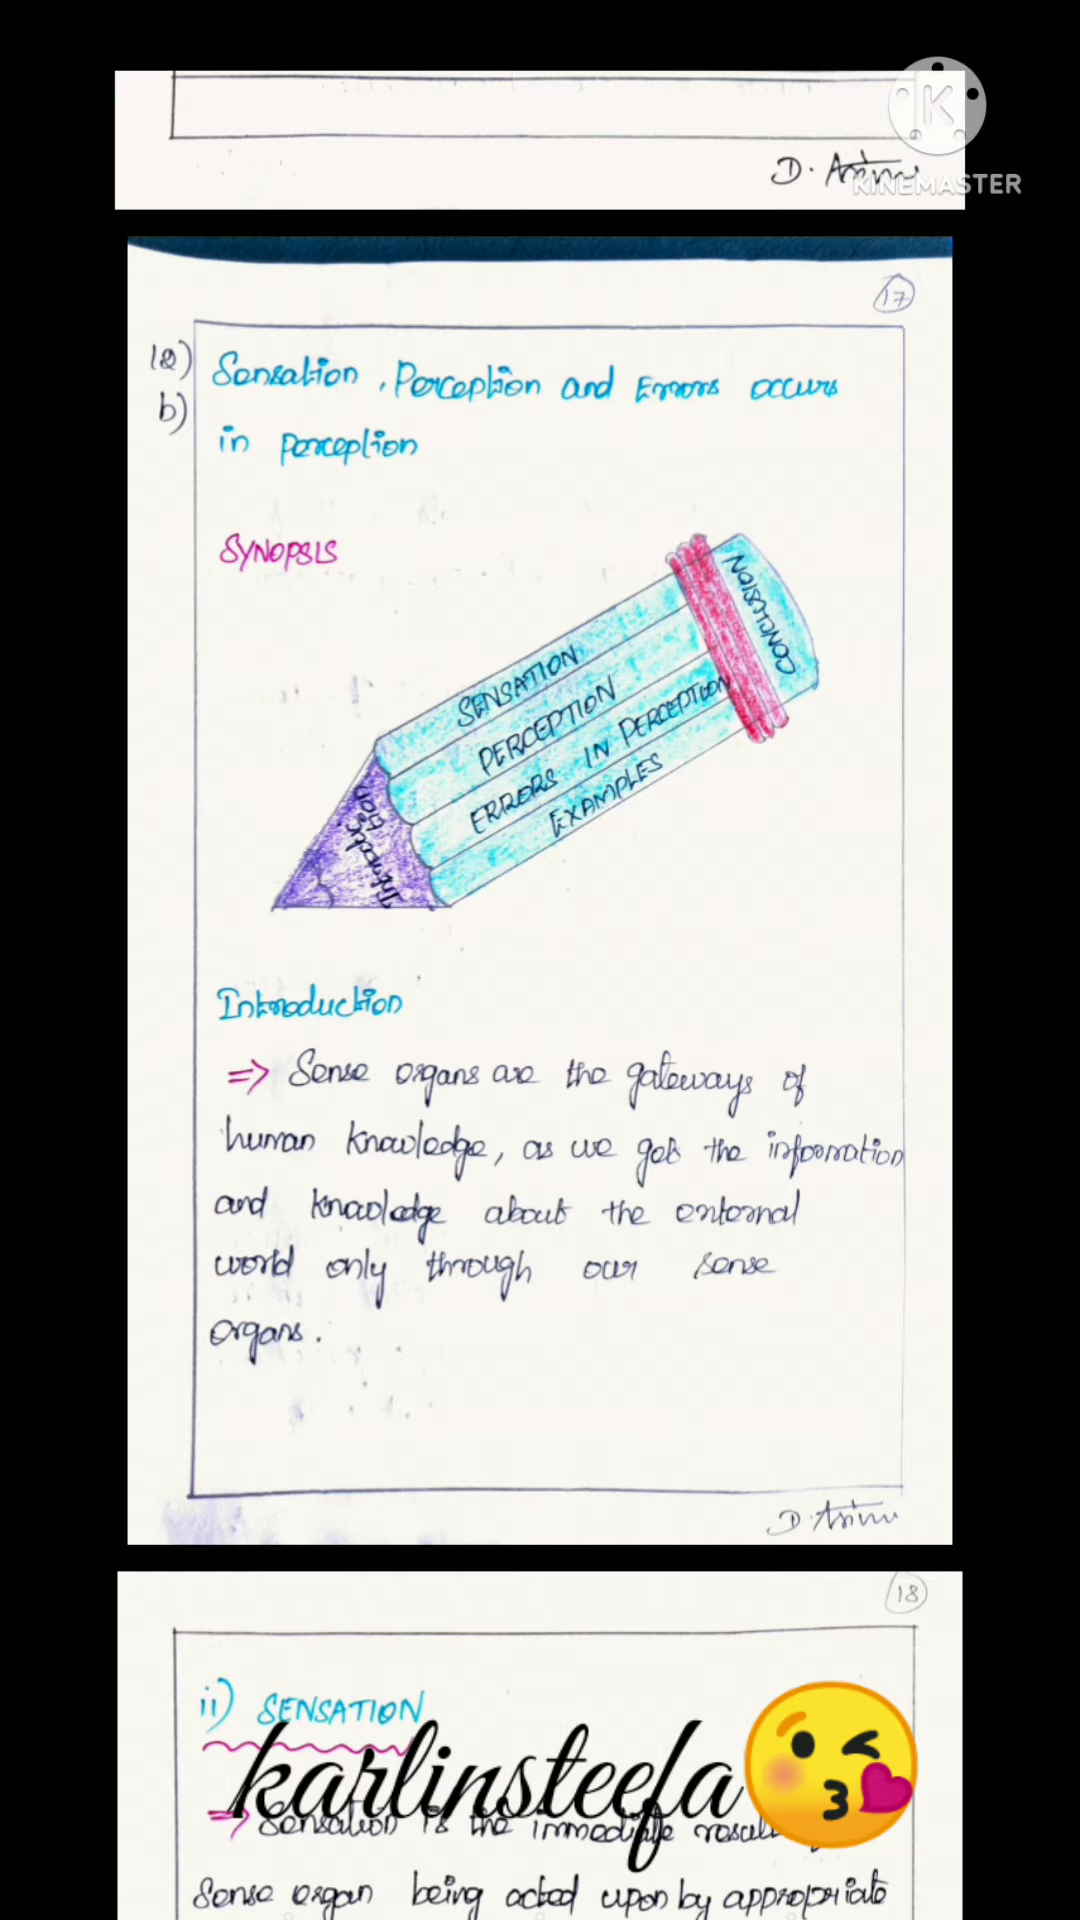 K
D.
KINEMASTER
17
12)
b)
Sensation, Perception and Errors occurs
in perception
SYNOPSIS
CONCLUSION
SENSATION
PERCEPTION
ERRORS IN PERCEPTION
EXAMPLES
Introduction
=> Sense organs are the gateways of
human knowledge, as we get the information
and knowledge about the external
world only through our sense
organs.
D.
18
ii) SENSATION
karlinsteefa
=> Sensation is the immediate result
sense organ being acted upon by appropriate